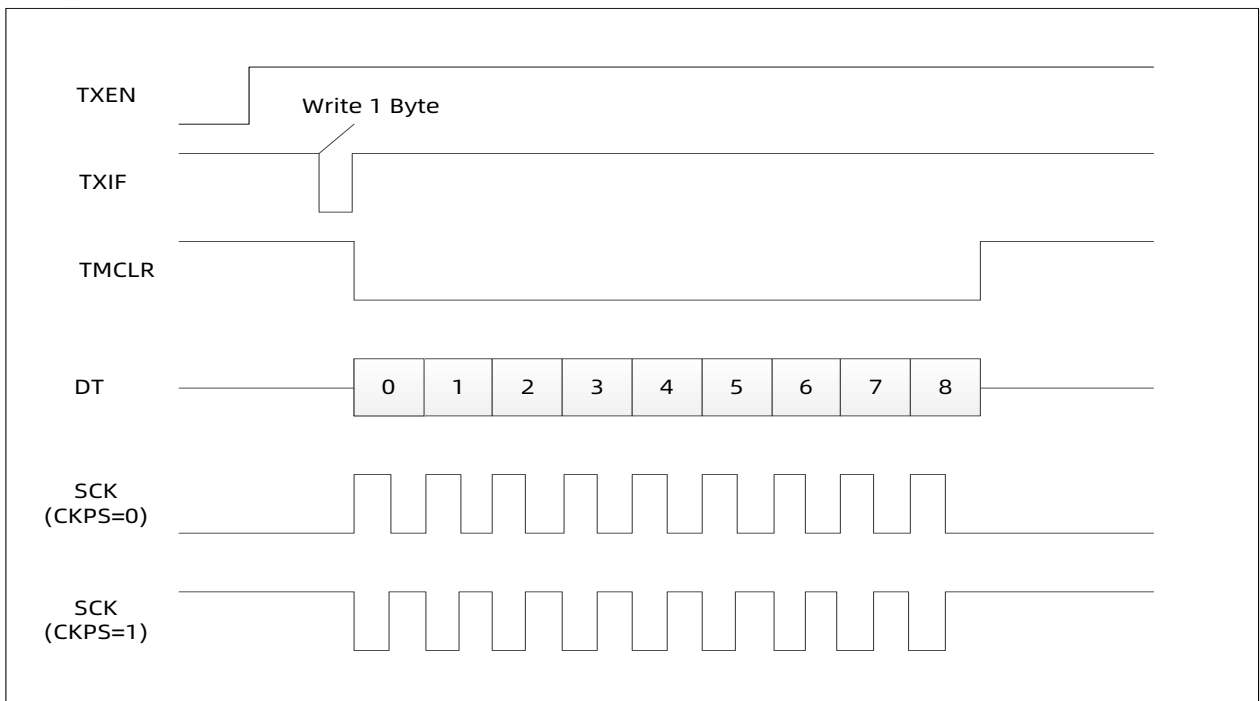 TXEN
Write 1 Byte
TXIF
TMCLR
DT
0 1 2 3 4 5 6 7 8
SCK
(CKPS=0)
SCK
(CKPS=1)